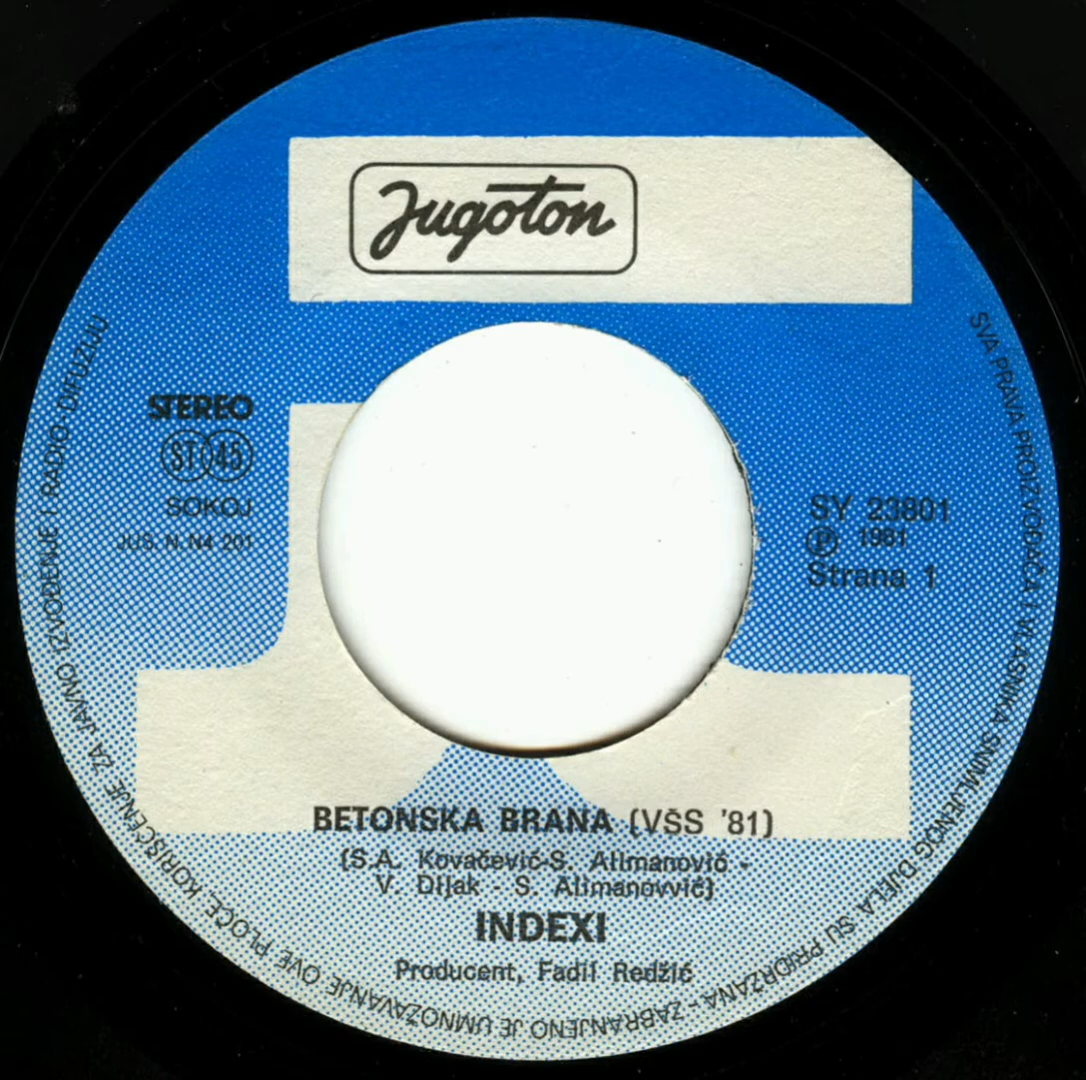 Jugoton
STEREO
ST 45
SOKOJ
JUS. N. N4 201
SY 23801
Ⓟ 1981
Strana 1
BETONSKA BRANA (VŠS '81)
(S.A. Kovačević-S. Alimanović -
V. Dijak - S. Alimanovvić)
INDEXI
Producent, Fadil Redžić
SVA PRAVA PROIZVOĐAČA I VLASNIKA SNIMLJENOG DJELA SU PRIDRŽANA - ZABRANJENO JE UMNOŽAVANJE OVE PLOČE, KORIŠĆENJE ZA JAVNO IZVOĐENJE I RADIO-DIFUZIJU